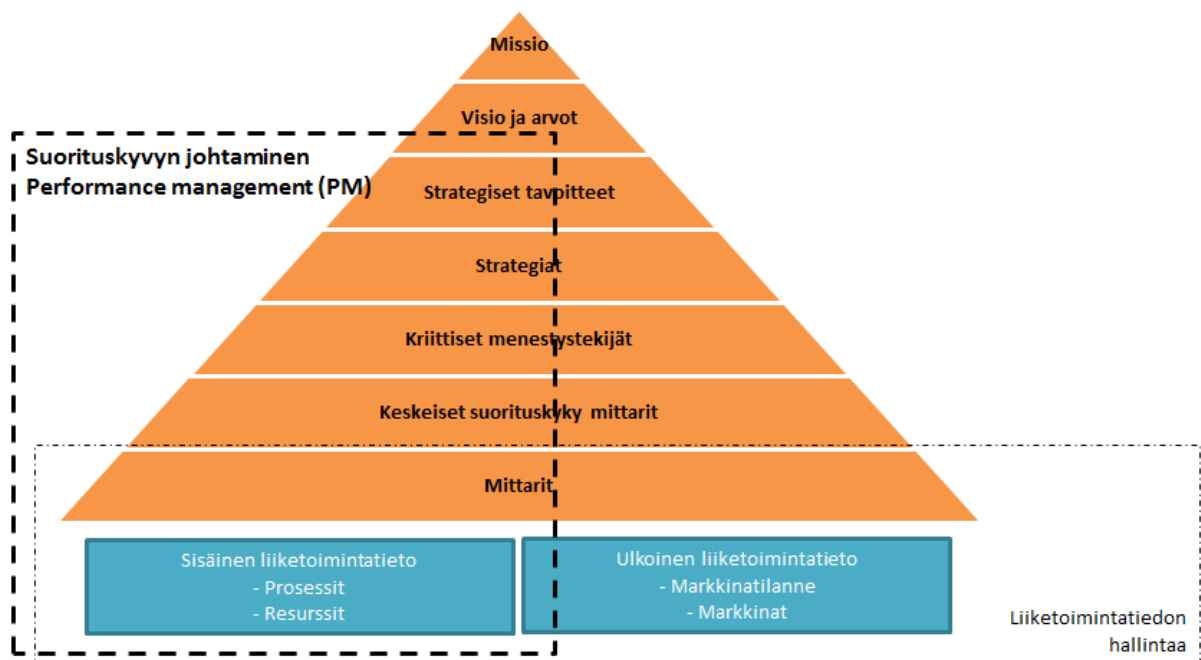 Missio
Visio ja arvot
Suorituskyvyn johtaminen
Performance management (PM)
Strategiset tavoitteet
Strategiat
Kriittiset menestystekijät
Keskeiset suorituskyky mittarit
Mittarit
Sisäinen liiketoimintatieto
- Prosessit
- Resurssit
Ulkoinen liiketoimintatieto
- Markkinatilanne
- Markkinat
Liiketoimintatiedon
hallintaa